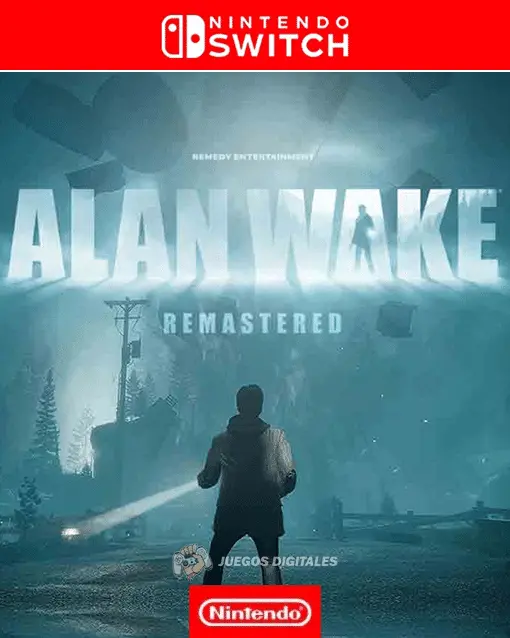 NINTENDO
SWITCH
REMEDY ENTERTAINMENT
ALAN WAKE
REMASTERED
JUEGOS DIGITALES
Nintendo